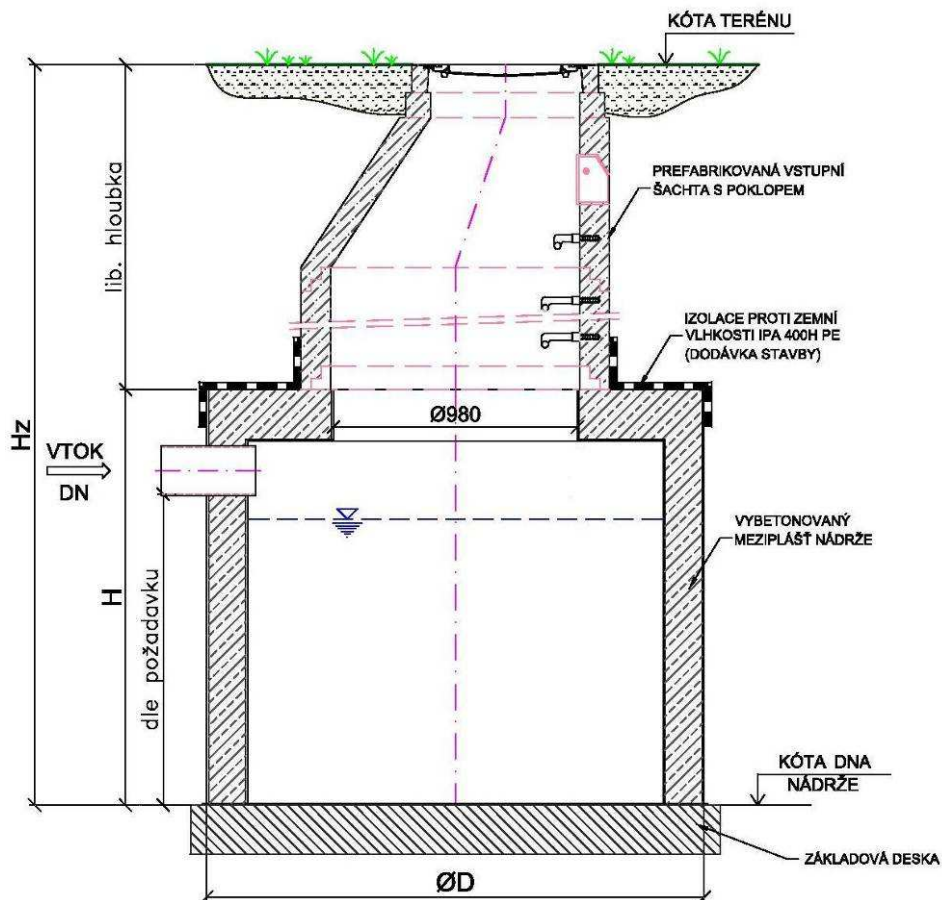 KÓTA TERÉNU
PREFABRIKOVANÁ VSTUPNÍ
ŠACHTA S POKLOPEM
lib. hloubka
IZOLACE PROTI ZEMNÍ
VLHKOSTI IPA 400H PE
(DODÁVKA STAVBY)
Ø980
Hz
VTOK
DN
VYBETONOVANÝ
MEZIPLÁŠŤ NÁDRŽE
H
dle požadavku
KÓTA DNA
NÁDRŽE
ZÁKLADOVÁ DESKA
ØD